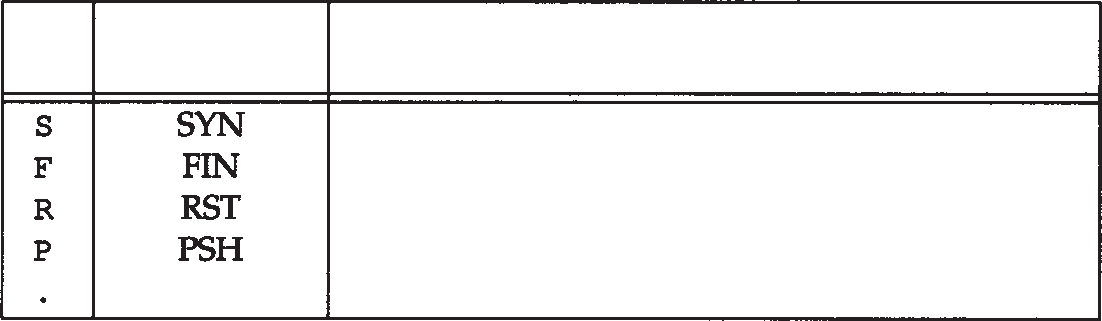 S SYN
F FIN
R RST
P PSH
.